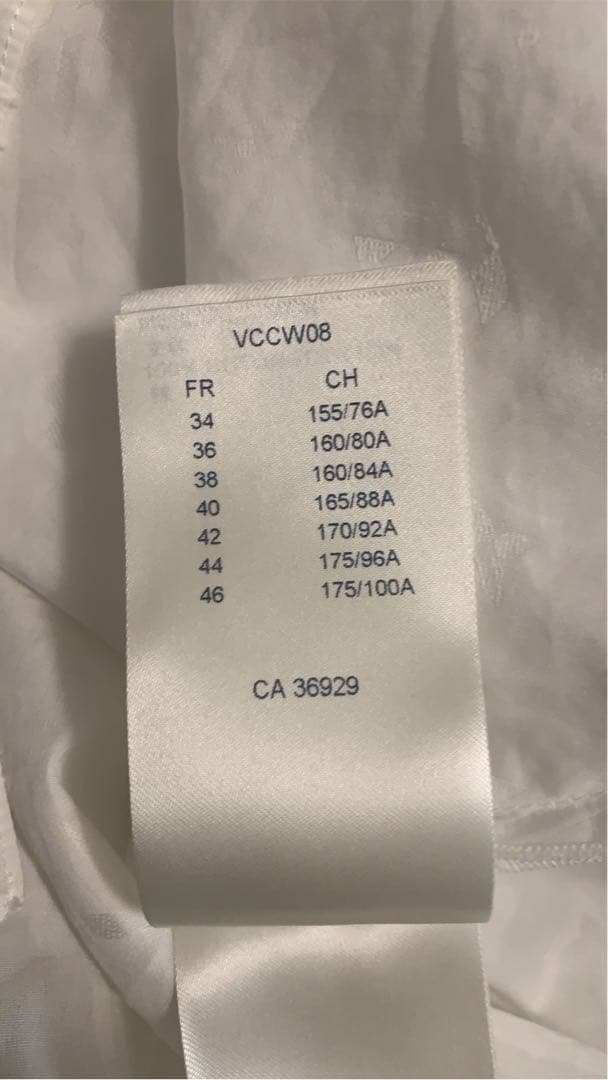 VCCW08
FR CH
34 155/76A
36 160/80A
38 160/84A
40 165/88A
42 170/92A
44 175/96A
46 175/100A
CA 36929